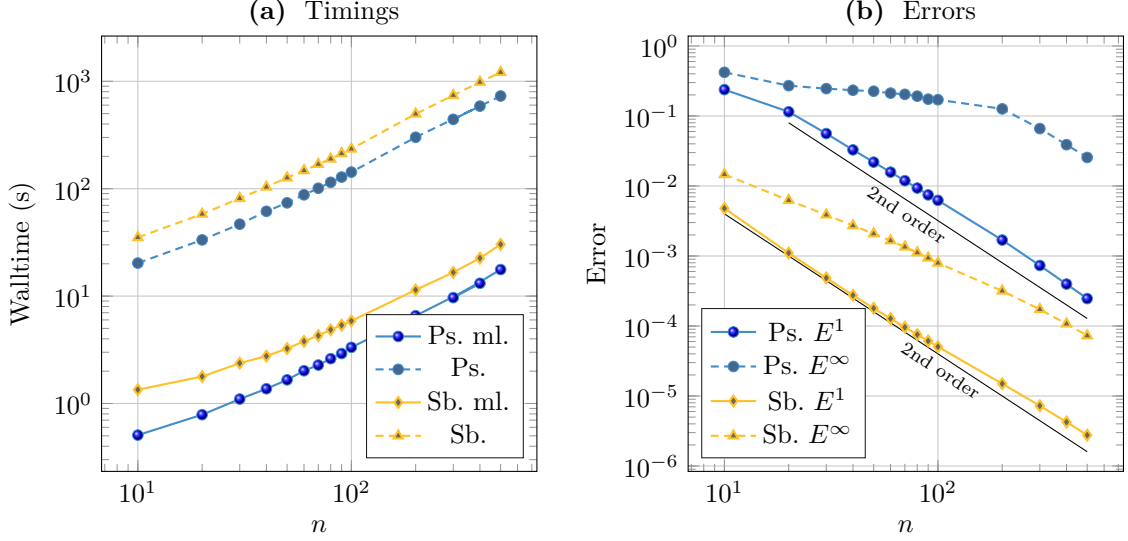 (a) Timings
Walltime (s)
10^3
10^2
10^1
10^0
10^1
10^2
n
Ps. ml.
Ps.
Sb. ml.
Sb.
(b) Errors
Error
10^0
10^−1
10^−2
10^−3
10^−4
10^−5
10^−6
10^1
10^2
n
2nd order
2nd order
Ps. E^1
Ps. E^∞
Sb. E^1
Sb. E^∞